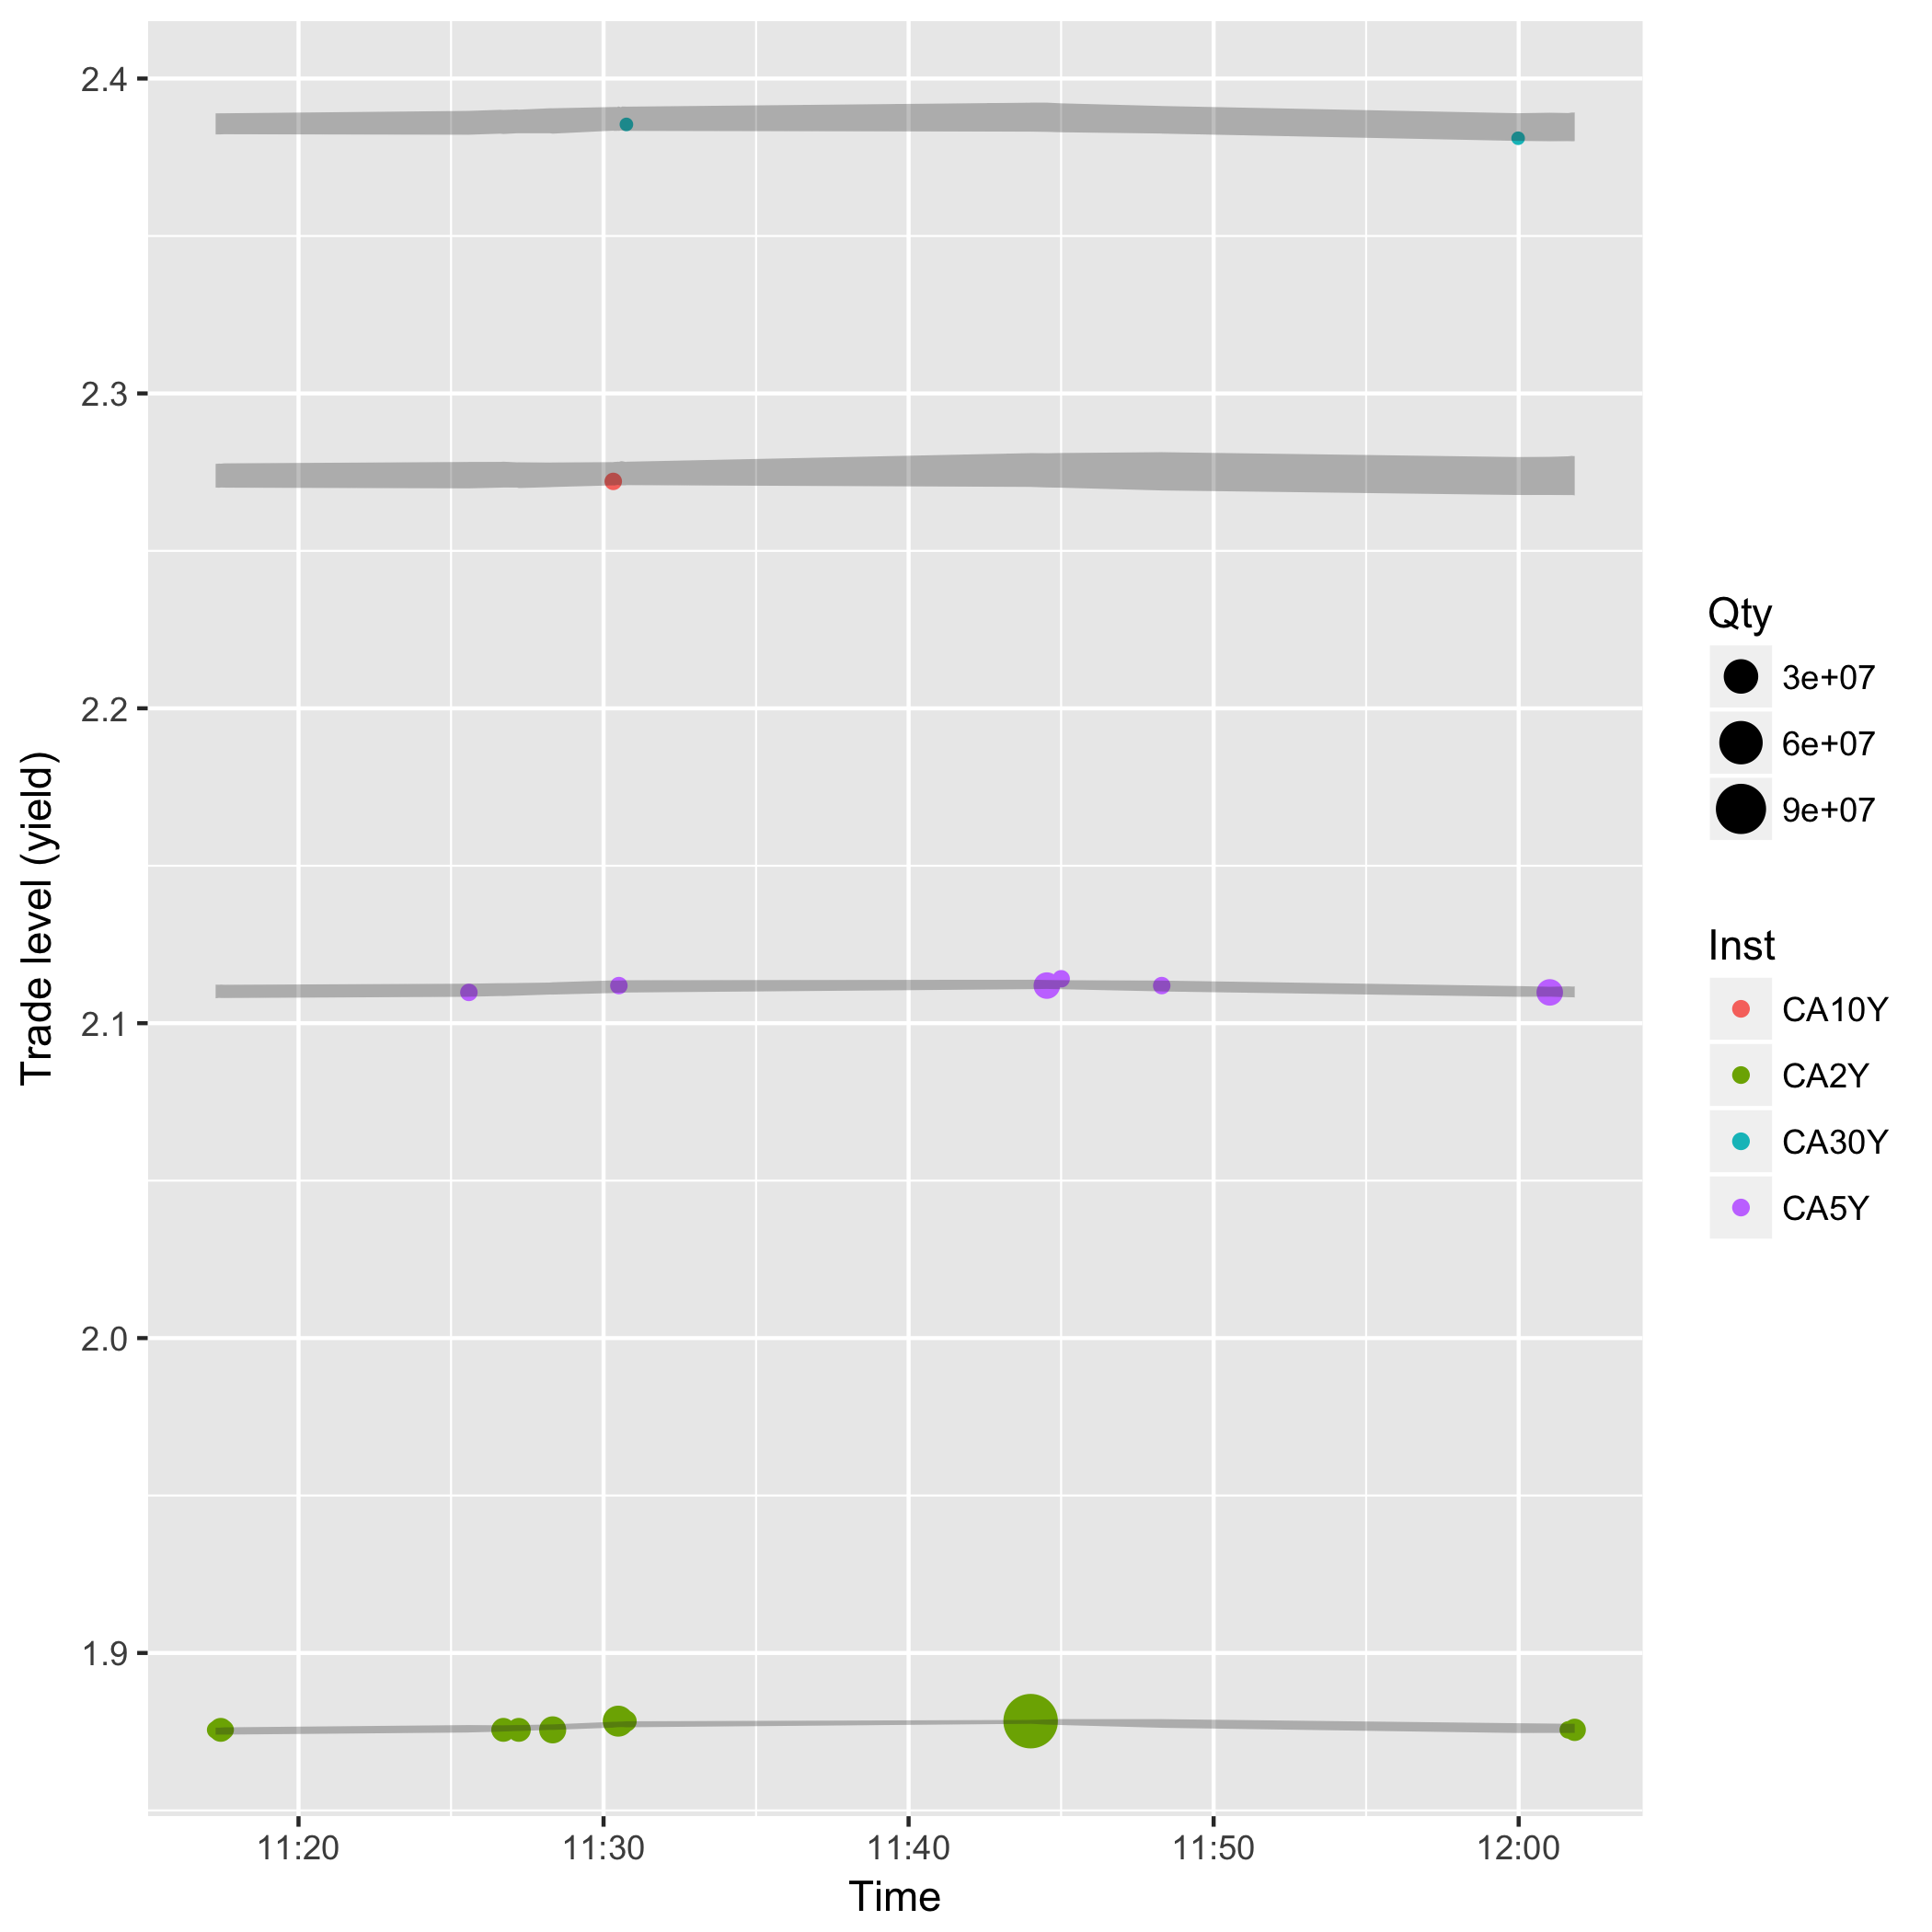 2.4
2.3
2.2
2.1
2.0
1.9
Trade level (yield)
11:20
11:30
11:40
11:50
12:00
Time
Qty
3e+07
6e+07
9e+07
Inst
CA10Y
CA2Y
CA30Y
CA5Y